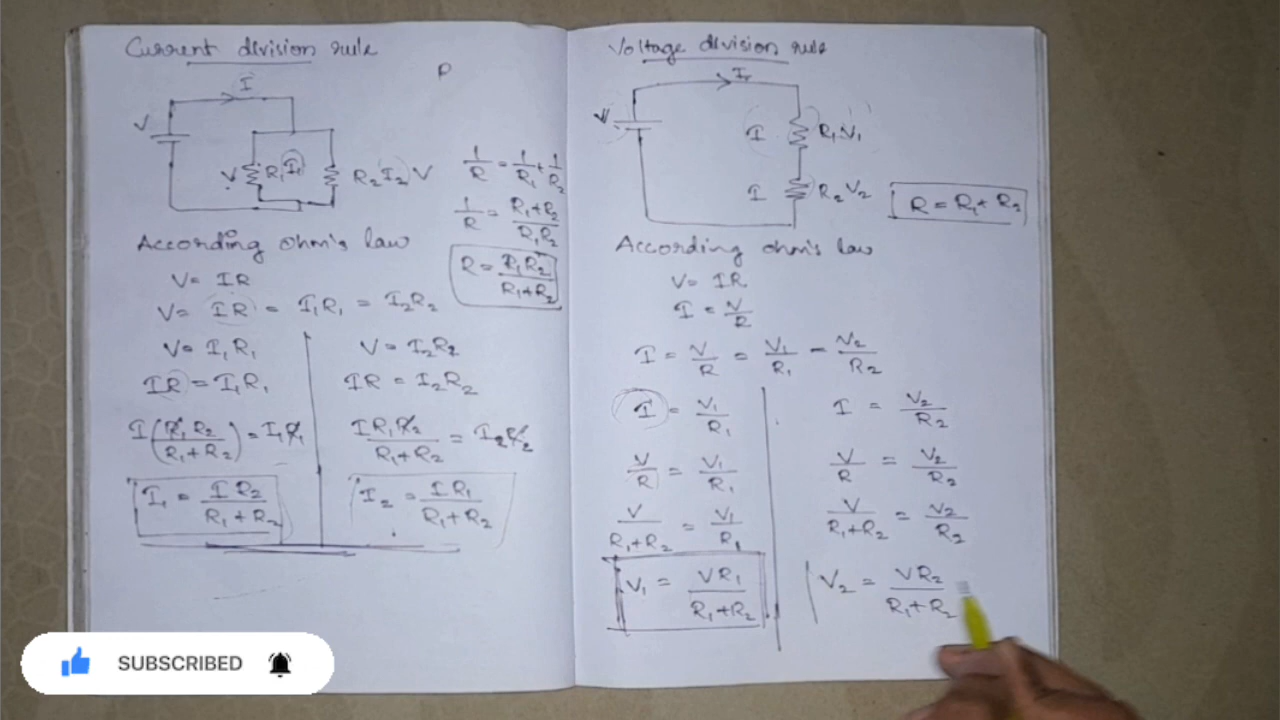 Current division rule
P
I
V
V R₁ I₁
R₂ I₂ V
1/R = 1/R₁ + 1/R₂
1/R = R₁+R₂/R₁R₂
R = R₁R₂/R₁+R₂
According ohm's law
V = IR
V = IR = I₁R₁ = I₂R₂
V = I₁R₁
IR = I₁R₁
I(R₁R₂/R₁+R₂) = I₁R₁
I₁ = IR₂/R₁+R₂
V = I₂R₂
IR = I₂R₂
IR₁R₂/R₁+R₂ = I₂R₂
I₂ = IR₁/R₁+R₂
Voltage division rule
I
V
I R₁ V₁
I R₂ V₂
R = R₁+R₂
According ohm's law
V = IR
I = V/R
I = V/R = V₁/R₁ = V₂/R₂
I = V₁/R₁
V/R = V₁/R₁
V/R₁+R₂ = V₁/R₁
V₁ = VR₁/R₁+R₂
I = V₂/R₂
V/R = V₂/R₂
V/R₁+R₂ = V₂/R₂
V₂ = VR₂/R₁+R₂
SUBSCRIBED